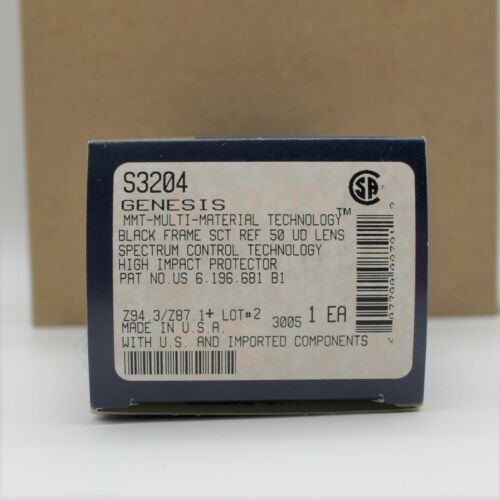 S3204
GENESIS
MMT-MULTI-MATERIAL TECHNOLOGY™
BLACK FRAME SCT REF 50 UD LENS
SPECTRUM CONTROL TECHNOLOGY
HIGH IMPACT PROTECTOR
PAT NO.US 6.196.681 B1
Z94.3/Z87.1+ LOT#2 3005 1 EA
MADE IN U.S.A.
WITH U.S. AND IMPORTED COMPONENTS
SA